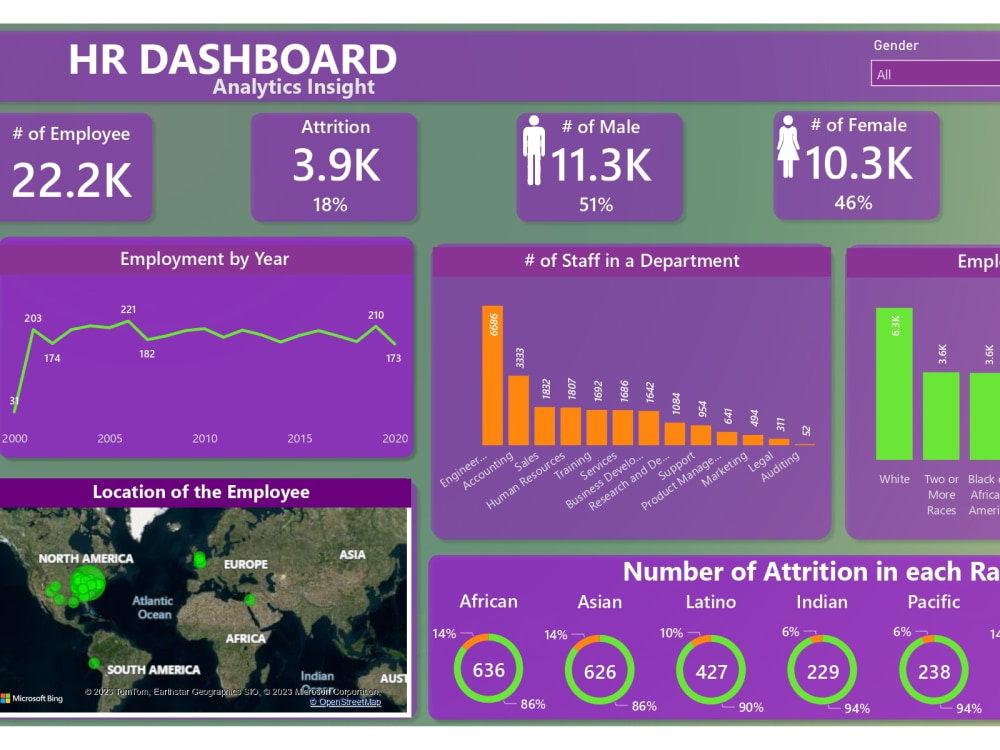 HR DASHBOARD
Analytics Insight
Gender
All
# of Employee
22.2K
Attrition
3.9K
18%
# of Male
11.3K
51%
# of Female
10.3K
46%
Employment by Year
203
174
221
182
210
173
31
2000
2005
2010
2015
2020
# of Staff in a Department
6686
3333
1832
1807
1692
1686
1642
1084
954
641
494
311
52
Engineer...
Accounting
Sales
Human Resources
Training
Services
Business Develo...
Research and De...
Support
Product Manage...
Marketing
Legal
Auditing
Empl
6.3K
3.6K
3.6K
White
Two or
More
Races
Black
Africa
Ameri
Location of the Employee
NORTH AMERICA
EUROPE
ASIA
Atlantic
Ocean
AFRICA
SOUTH AMERICA
Indian
AUST
Microsoft Bing
© 2023 TomTom, Earthstar Geographics SIO, © 2023 Microsoft Corporation,
© OpenStreetMap
Number of Attrition in each Ra
African
14%
636
86%
Asian
14%
626
86%
Latino
10%
427
90%
Indian
6%
229
94%
Pacific
6%
238
94%
14